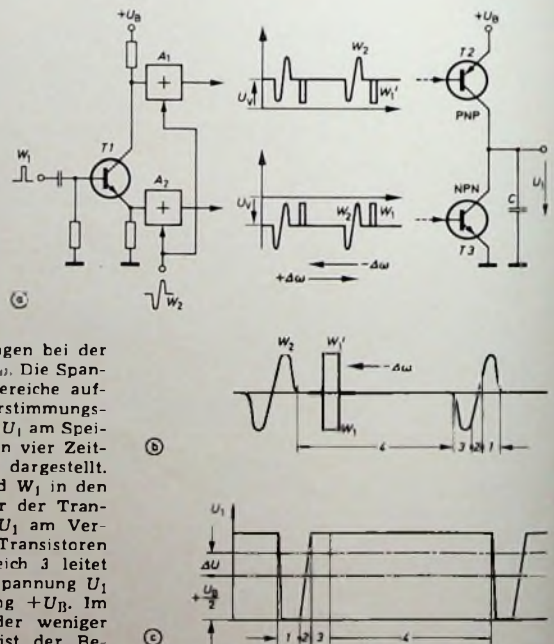 +U_B
A₁
+
T1
W₁
A₂
+
W₂
ⓐ
U_V
W₂
W₁'
U_V
W₂
W₁
-Δω
+Δω
+U_B
T2
PNP
NPN
C
U₁
T3
gen bei der
Die Span-
ereiche auf-
erstimmungs-
U₁ am Spei-
n vier Zeit-
dargestellt.
d W₁ in den
r der Tran-
U₁ am Ver-
Transistoren
eich 3 leitet
spannung U₁
ng +U_B. Im
der weniger
ist der Be-
ⓑ
W₂
W₁'
-Δω
W₁
4
3
2
1
ⓒ
U₁
ΔU
+U_B/2
1
2
3
4